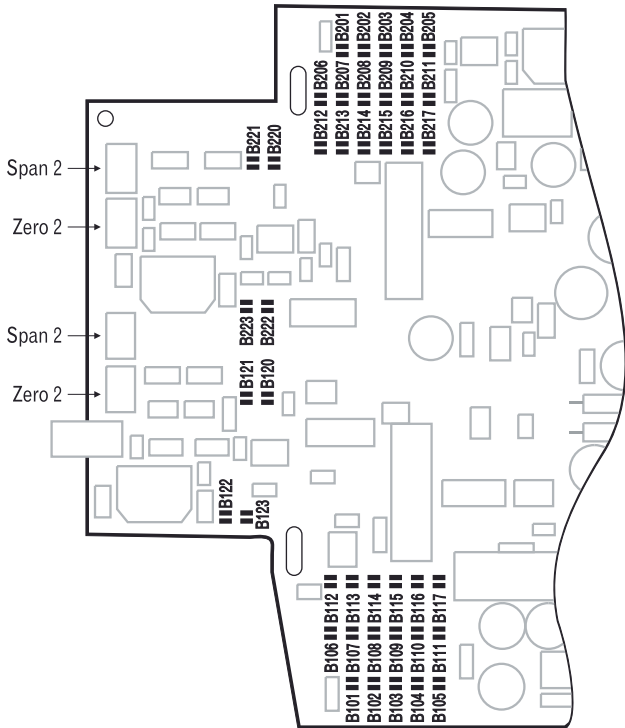 B201 B202 B203 B204 B205
B206 B207 B208 B209 B210 B211
B212 B213 B214 B215 B216 B217
B221 B220
Span 2
Zero 2
B223 B222
Span 2
Zero 2
B121 B120
B122 B123
B112 B113 B114 B115 B116 B117
B106 B107 B108 B109 B110 B111
B101 B102 B103 B104 B105